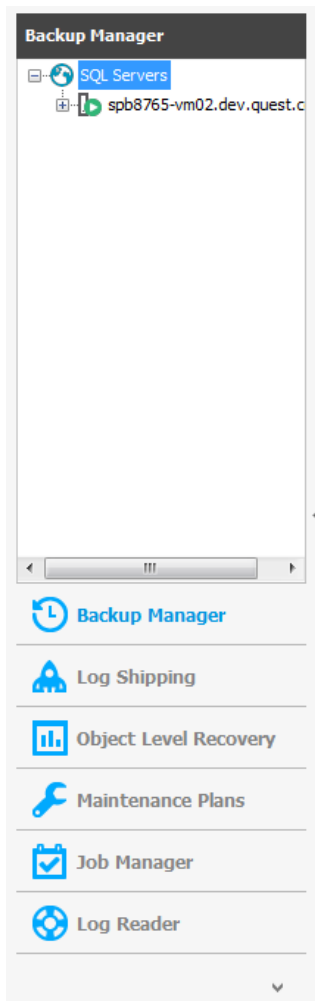 Backup Manager
SQL Servers
spb8765-vm02.dev.quest.c
Backup Manager
Log Shipping
Object Level Recovery
Maintenance Plans
Job Manager
Log Reader